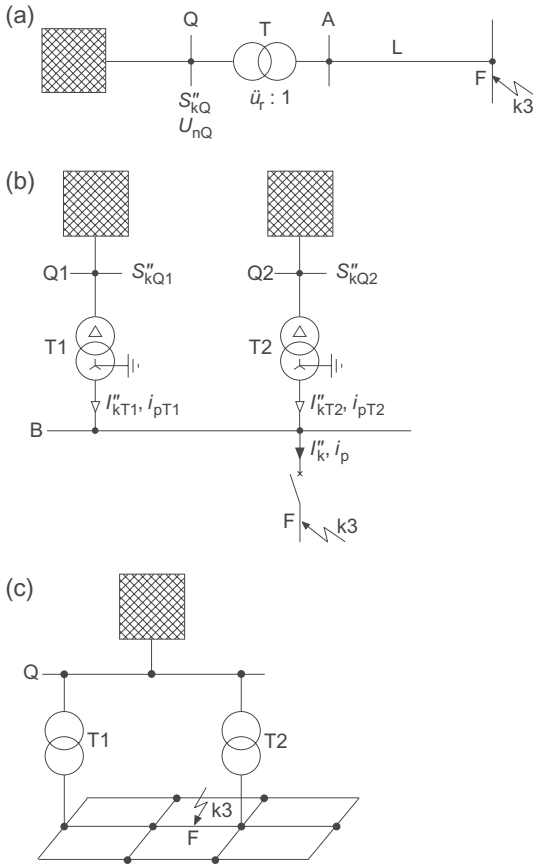 (a)
Q T A L
S″kQ
UnQ
ür : 1
F
k3
(b)
Q1 S″kQ1 Q2 S″kQ2
T1 T2
I″kT1, ipT1 I″kT2, ipT2
B
I″k, ip
F k3
(c)
Q
T1 T2
k3
F